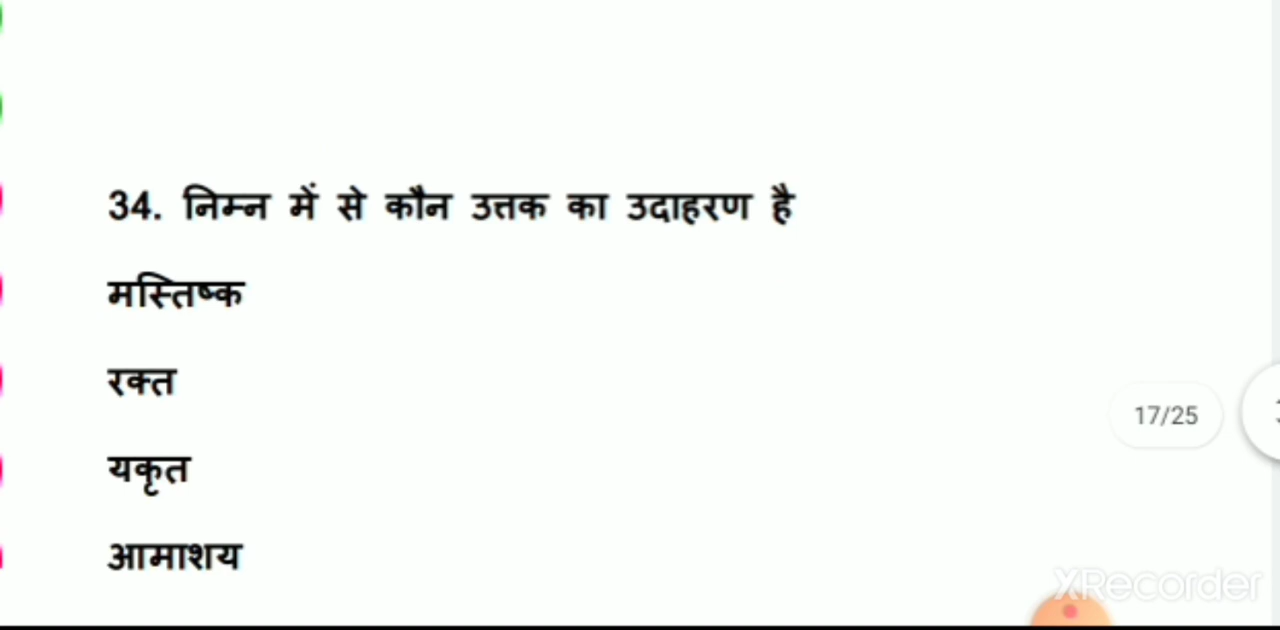 34. निम्न में से कौन उत्तक का उदाहरण है
मस्तिष्क
रक्त
17/25
यकृत
आमाशय
XRecorder